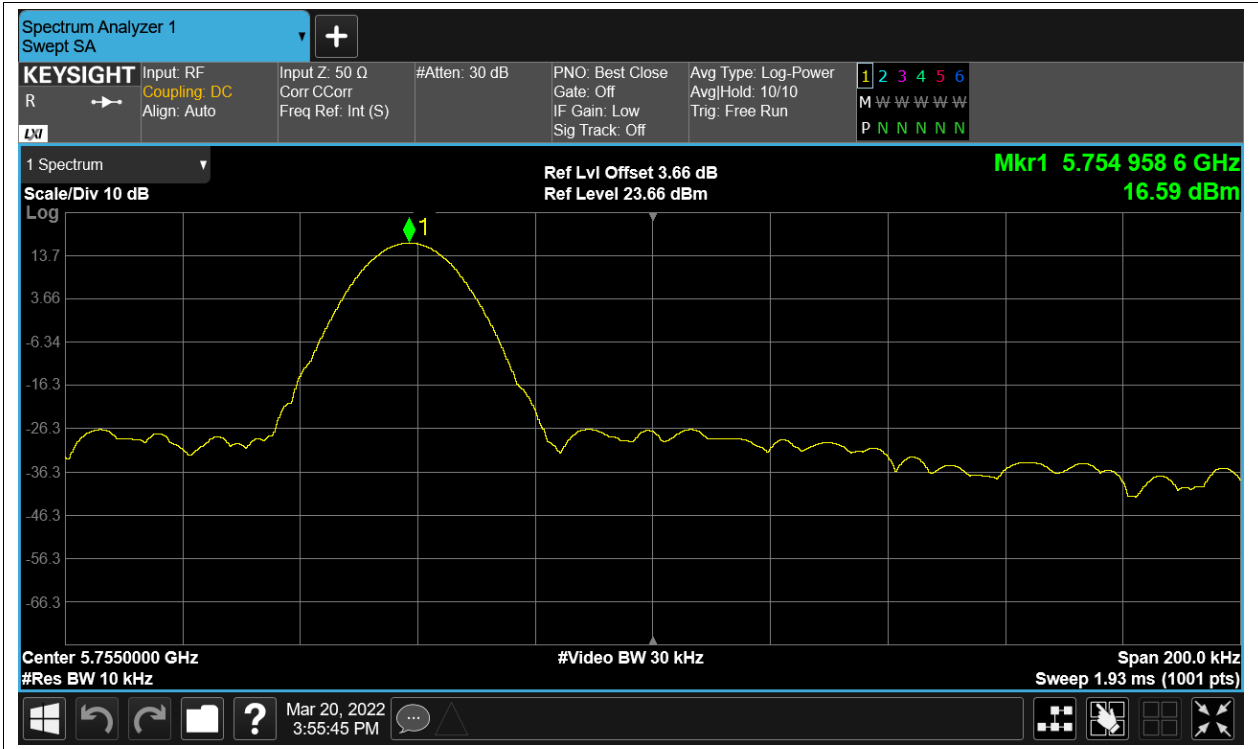 Spectrum Analyzer 1
Swept SA
KEYSIGHT Input: RF Input Z: 50 Ω #Atten: 30 dB PNO: Best Close Avg Type: Log-Power 1 2 3 4 5 6
R Coupling: DC Corr CCorr Gate: Off Avg|Hold: 10/10 M W W W W W
Align: Auto Freq Ref: Int (S) IF Gain: Low Trig: Free Run
LXI Sig Track: Off P N N N N N
1 Spectrum Ref Lvl Offset 3.66 dB Mkr1 5.754 958 6 GHz
Scale/Div 10 dB Ref Level 23.66 dBm 16.59 dBm
Log
1
13.7
3.66
-6.34
-16.3
-26.3
-36.3
-46.3
-56.3
-66.3
Center 5.7550000 GHz #Video BW 30 kHz Span 200.0 kHz
#Res BW 10 kHz Sweep 1.93 ms (1001 pts)
? Mar 20, 2022
3:55:45 PM